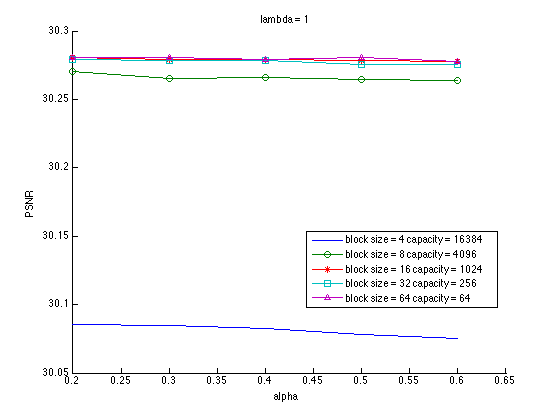 lambda = 1
30.3
30.25
30.2
30.15
30.1
30.05
PSNR
block size = 4 capacity = 16384
block size = 8 capacity = 4096
block size = 16 capacity = 1024
block size = 32 capacity = 256
block size = 64 capacity = 64
0.2 0.25 0.3 0.35 0.4 0.45 0.5 0.55 0.6 0.65
alpha